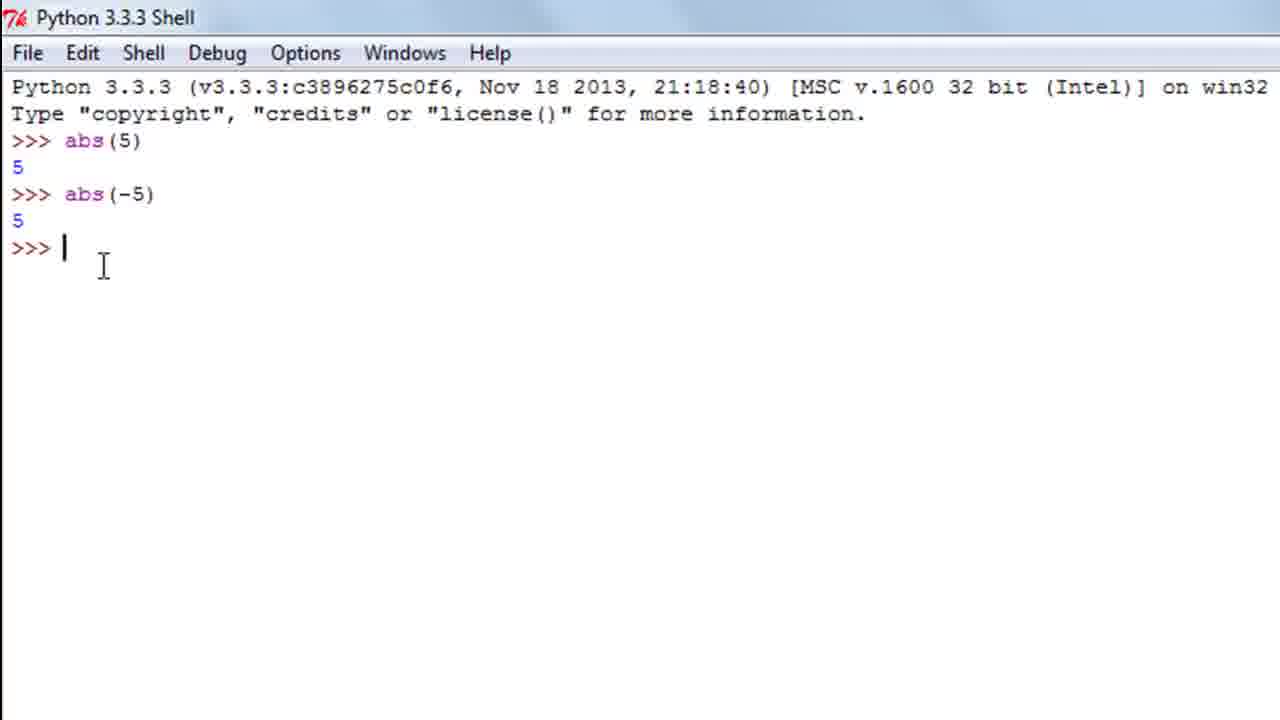 Python 3.3.3 Shell
File Edit Shell Debug Options Windows Help
Python 3.3.3 (v3.3.3:c3896275c0f6, Nov 18 2013, 21:18:40) [MSC v.1600 32 bit (Intel)] on win32
Type "copyright", "credits" or "license()" for more information.
>>> abs(5)
5
>>> abs(-5)
5
>>>